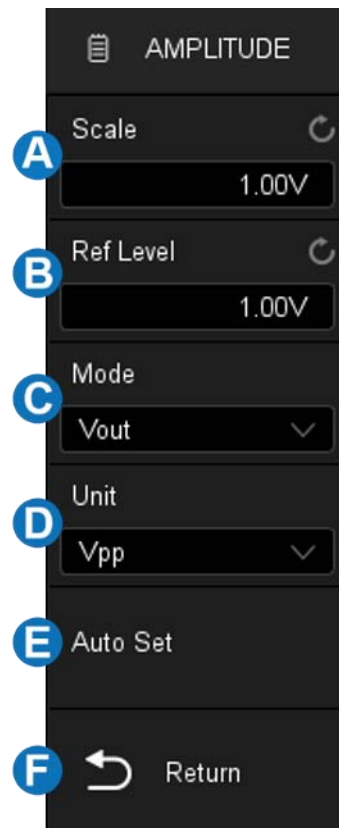 AMPLITUDE
A
Scale
1.00V
B
Ref Level
1.00V
C
Mode
Vout
D
Unit
Vpp
E
Auto Set
F
Return